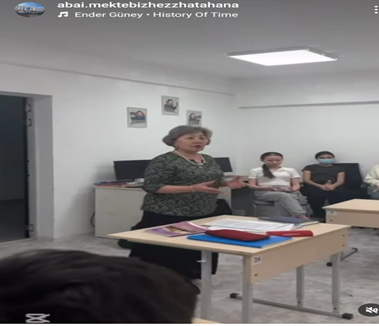 abai.mektebizhezzhatahana
Ender Güney • History Of Time